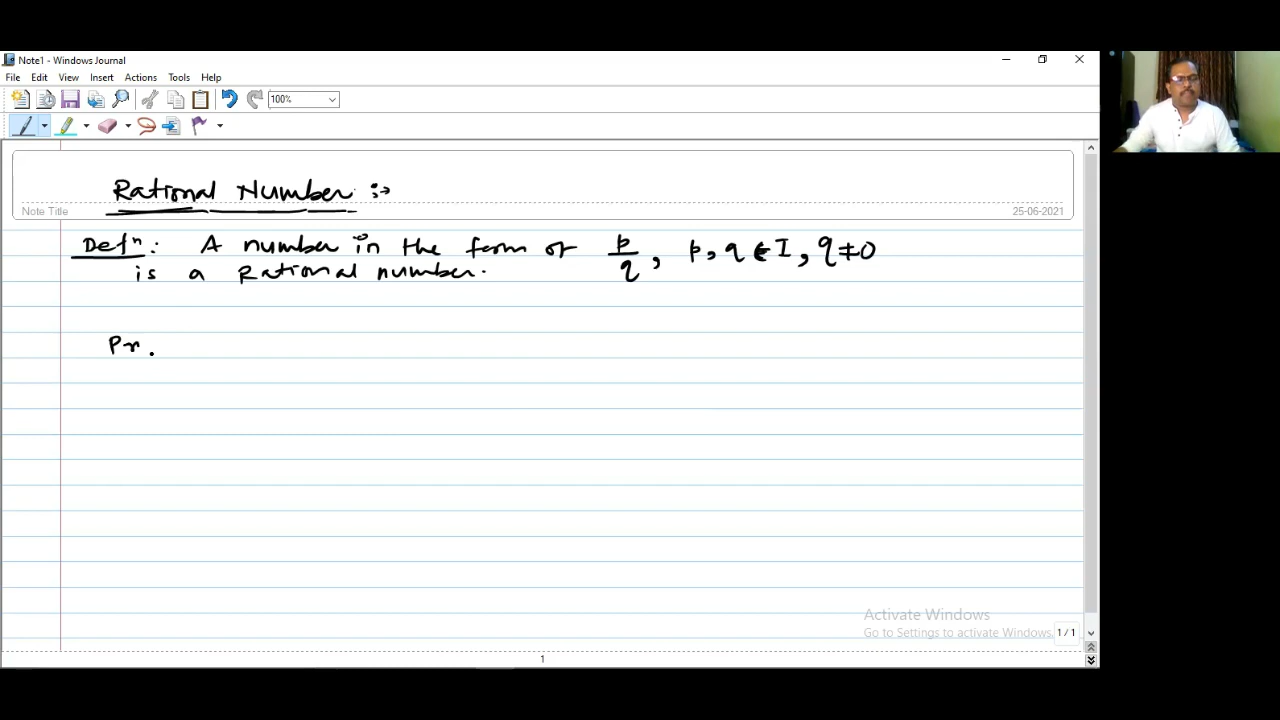 Note1 - Windows Journal
File Edit View Insert Actions Tools Help
100%
Rational Number :→
Note Title
25-06-2021
Defⁿ: A number in the form of p/q, p, q ∈ I, q ≠ 0
is a Rational number.
Pr.
Activate Windows
Go to Settings to activate Windows.
1 / 1
1